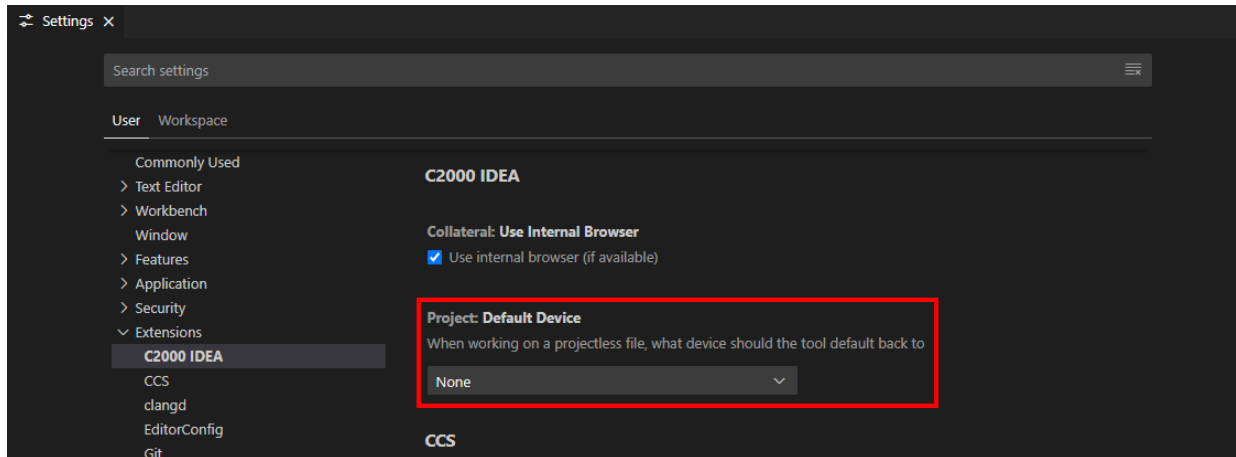 Settings
Search settings
User Workspace
Commonly Used
Text Editor
Workbench
Window
Features
Application
Security
Extensions
C2000 IDEA
CCS
clangd
EditorConfig
Git
C2000 IDEA
Collateral: Use Internal Browser
Use internal browser (if available)
Project: Default Device
When working on a projectless file, what device should the tool default back to
None
CCS